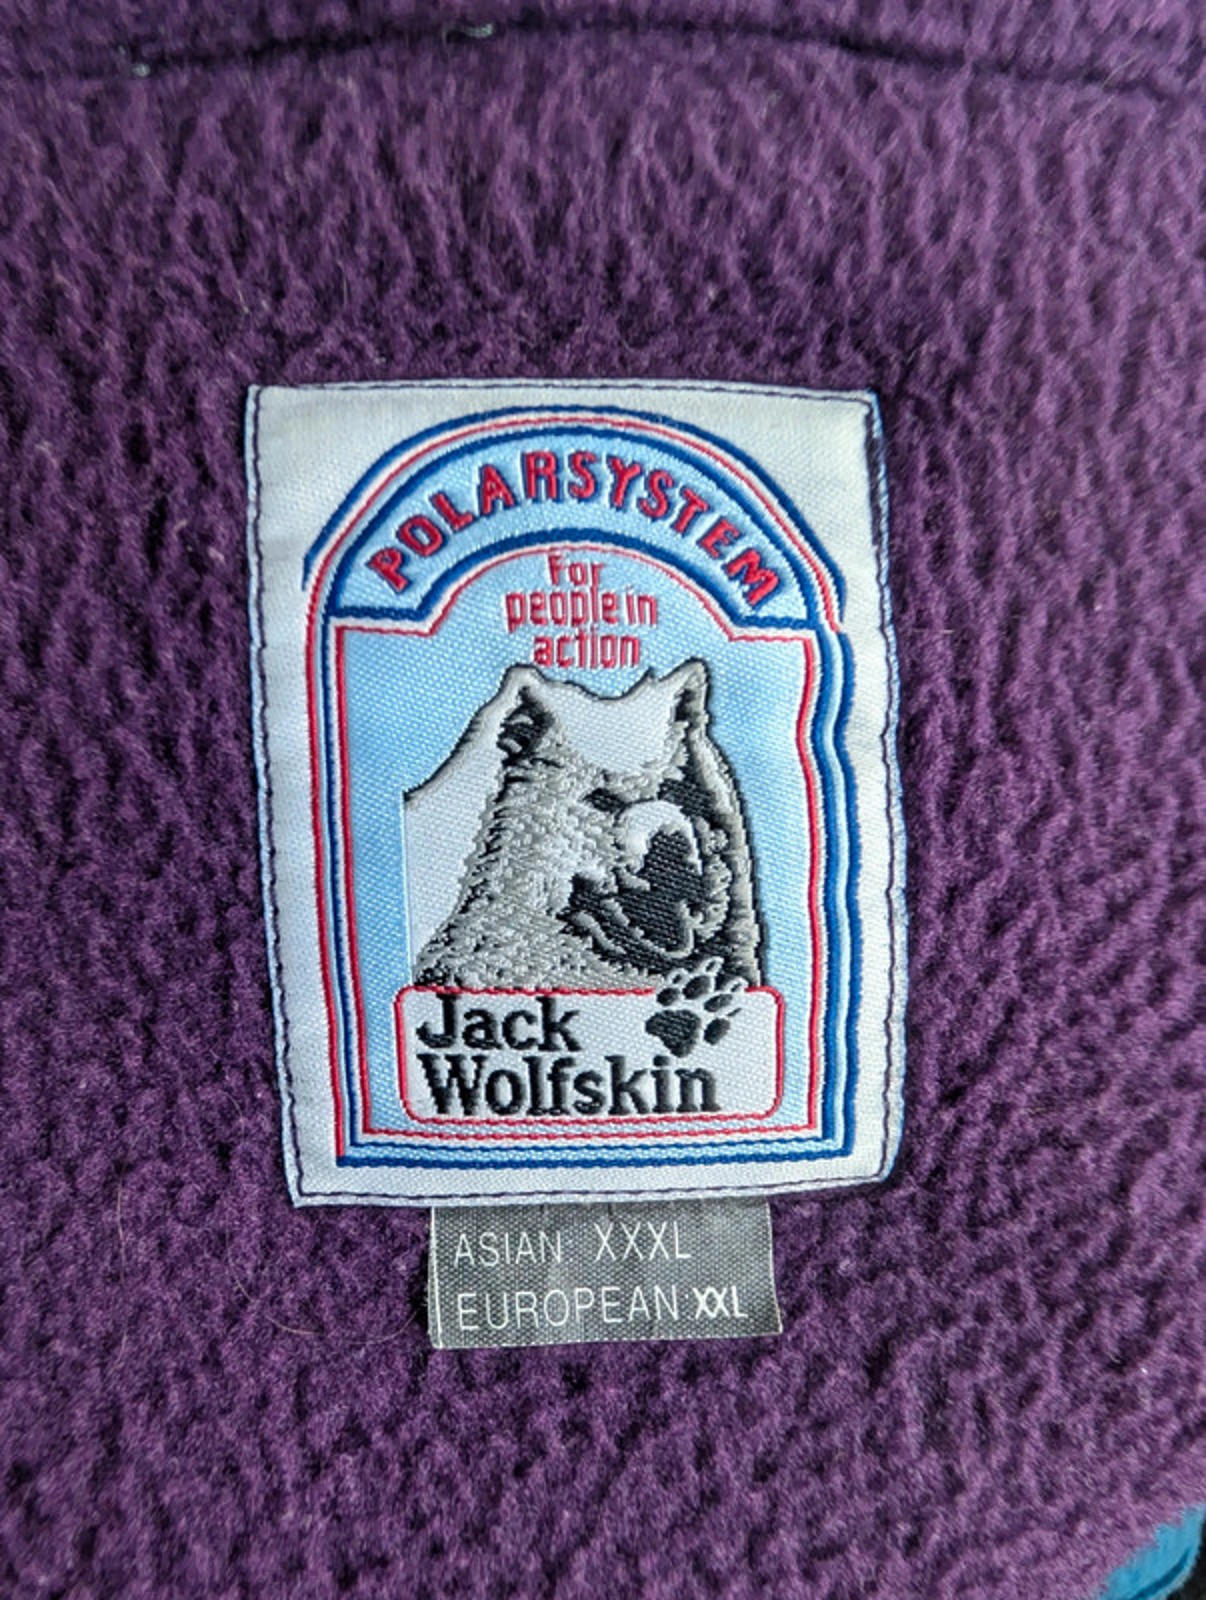 POLARSYSTEM
For
people in
action
Jack
Wolfskin
ASIAN XXXL
EUROPEAN XXL